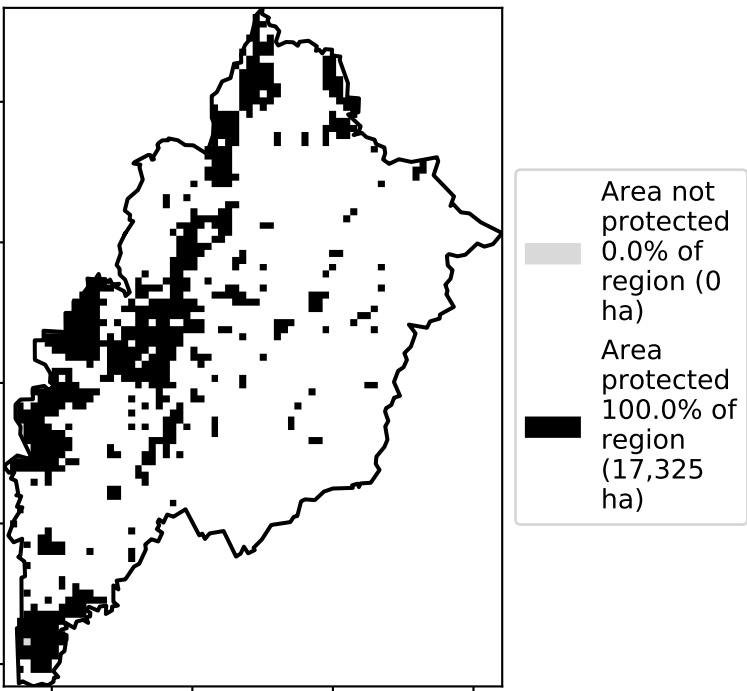 Area not
protected
0.0% of
region (0
ha)
Area
protected
100.0% of
region
(17,325
ha)